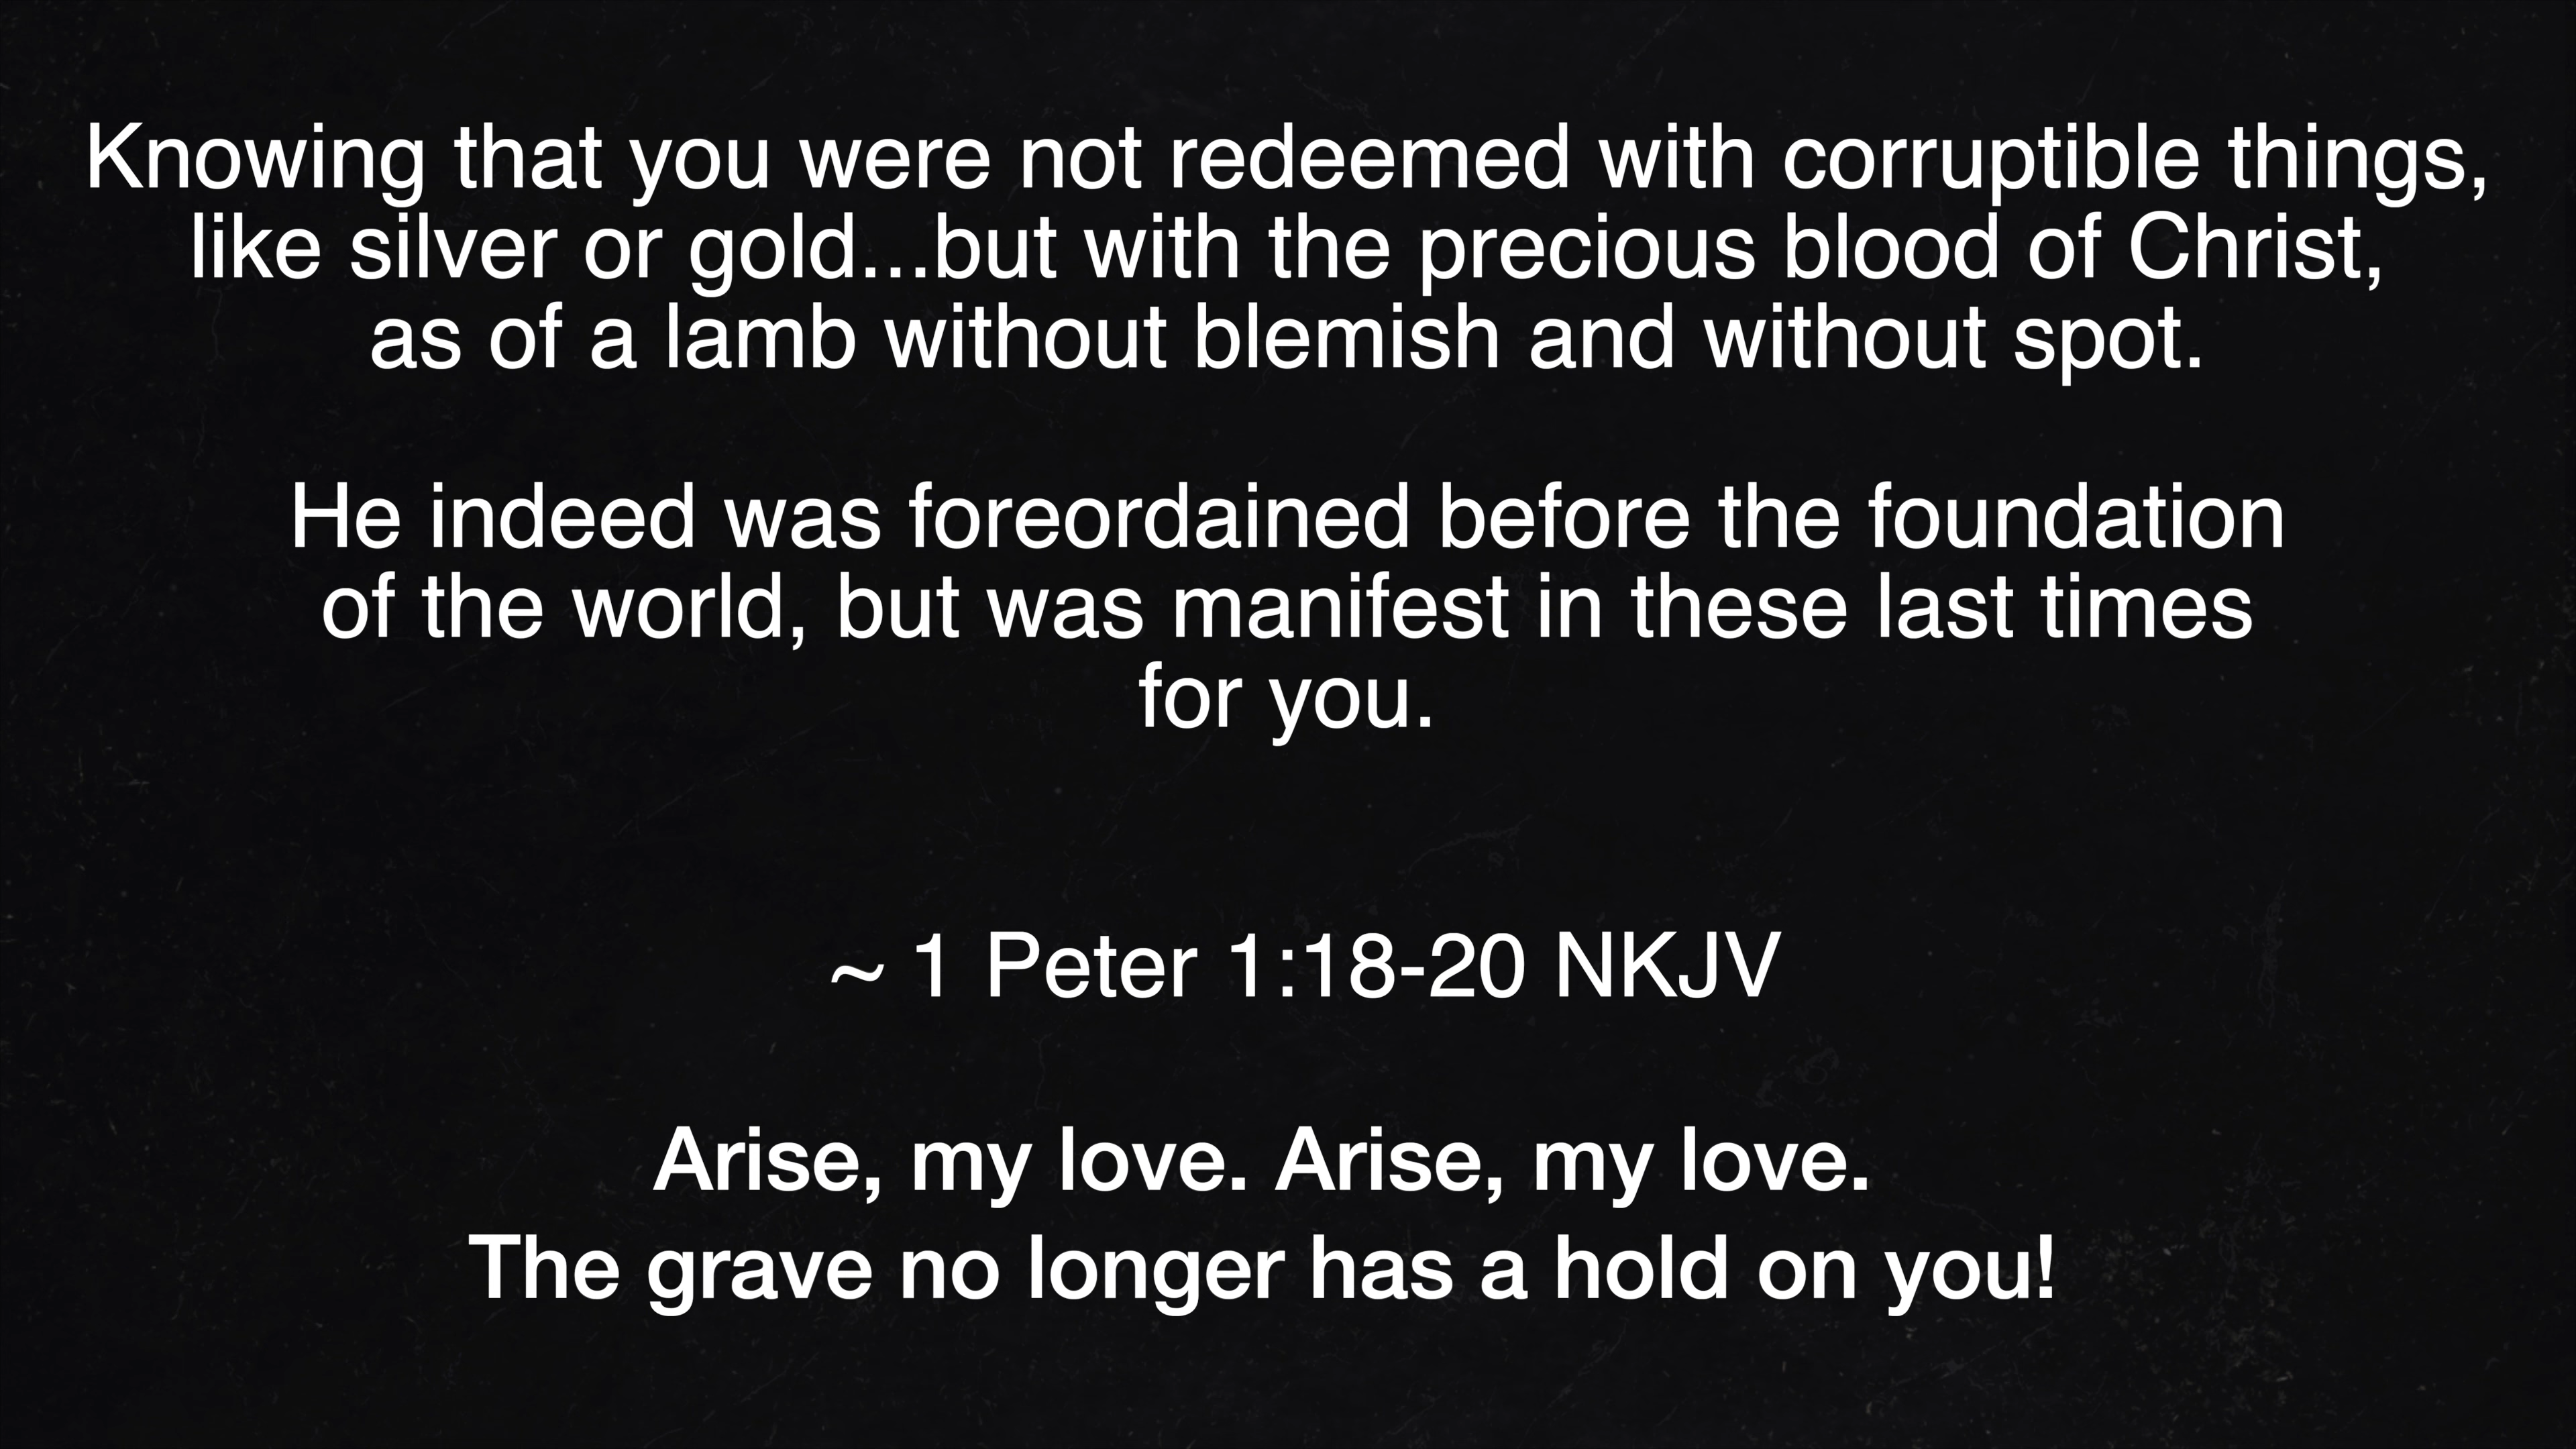 Knowing that you were not redeemed with corruptible things,
like silver or gold...but with the precious blood of Christ,
as of a lamb without blemish and without spot.
He indeed was foreordained before the foundation
of the world, but was manifest in these last times
for you.
~ 1 Peter 1:18-20 NKJV
Arise, my love. Arise, my love.
The grave no longer has a hold on you!